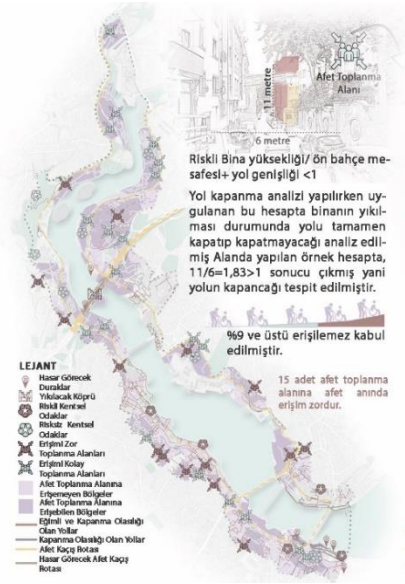 11 metre
Afet Toplanma
Alanı
6 metre
Riskli Bina yüksekliği/ ön bahçe me-
safesi+ yol genişliği <1
Yol kapanma analizi yapılırken uy-
gulanan bu hesapta binanın yıkıl-
ması durumunda yolu tamamen
kapatıp kapatmayacağı analiz edil-
miş Alanda yapılan örnek hesapta,
11/6=1,83>1 sonucu çıkmış yani
yolun kapancağı tespit edilmiştir.
%9 ve üstü erişilemez kabul
edilmiştir.
15 adet afet toplanma
alanına afet anında
erişim zordur.
LEJANT
Hasar Görecek
Duraklar
Yıkılacak Köprü
Riskli Kentsel
Odaklar
Risksiz Kentsel
Odaklar
Erişimi Zor
Toplanma Alanları
Erişimi Kolay
Toplanma Alanları
Afet Toplanma Alanına
Erişemeyen Bölgeler
Afet Toplanma Alanına
Erişebilen Bölgeler
Eğimli ve Kapanma Olasılığı
Olan Yollar
Kapanma Olasılığı Olan Yollar
Afet Kaçış Rotası
Hasar Görecek Afet Kaçış
Rotası